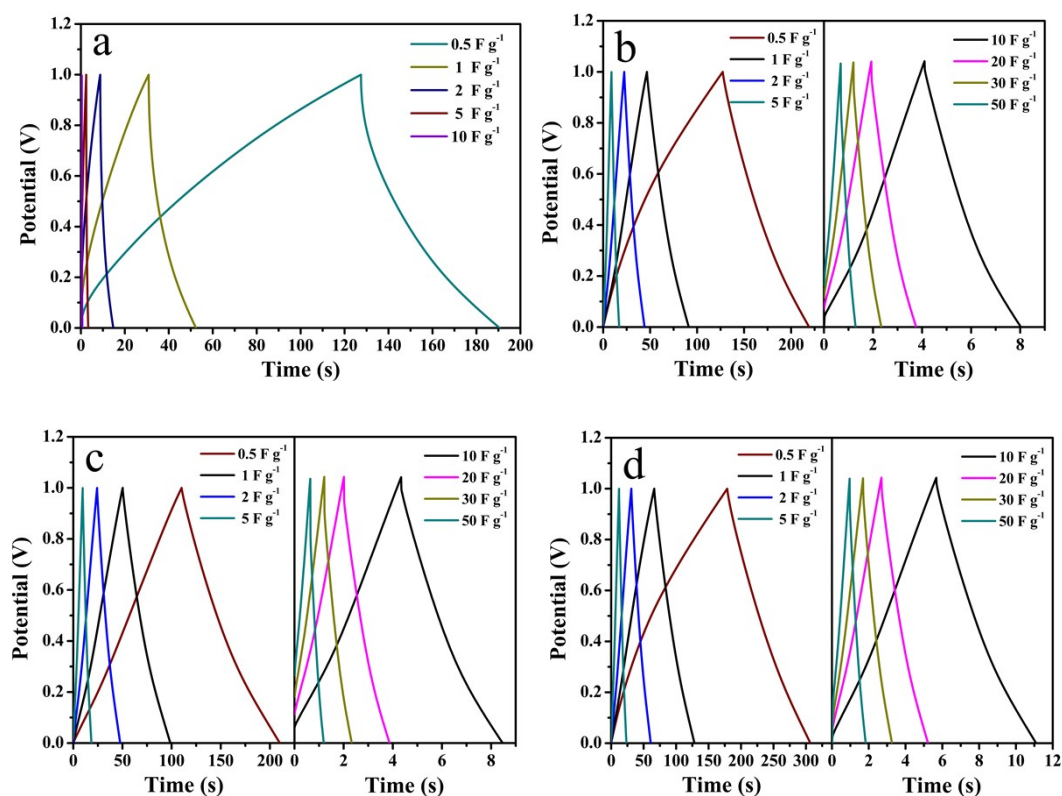 a
0.5 F g⁻¹
1 F g⁻¹
2 F g⁻¹
5 F g⁻¹
10 F g⁻¹
1.2
1.0
0.8
0.6
0.4
0.2
0.0
Potential (V)
0 20 40 60 80 100 120 140 160 180 200
Time (s)
b
0.5 F g⁻¹
1 F g⁻¹
2 F g⁻¹
5 F g⁻¹
10 F g⁻¹
20 F g⁻¹
30 F g⁻¹
50 F g⁻¹
1.2
1.0
0.8
0.6
0.4
0.2
0.0
Potential (V)
0 50 100 150 200 0 2 4 6 8
Time (s) Time (s)
c
0.5 F g⁻¹
1 F g⁻¹
2 F g⁻¹
5 F g⁻¹
10 F g⁻¹
20 F g⁻¹
30 F g⁻¹
50 F g⁻¹
1.2
1.0
0.8
0.6
0.4
0.2
0.0
Potential (V)
0 50 100 150 200 0 2 4 6 8
Time (s) Time (s)
d
0.5 F g⁻¹
1 F g⁻¹
2 F g⁻¹
5 F g⁻¹
10 F g⁻¹
20 F g⁻¹
30 F g⁻¹
50 F g⁻¹
1.2
1.0
0.8
0.6
0.4
0.2
0.0
Potential (V)
0 50 100 150 200 250 300 0 2 4 6 8 10 12
Time (s) Time (s)